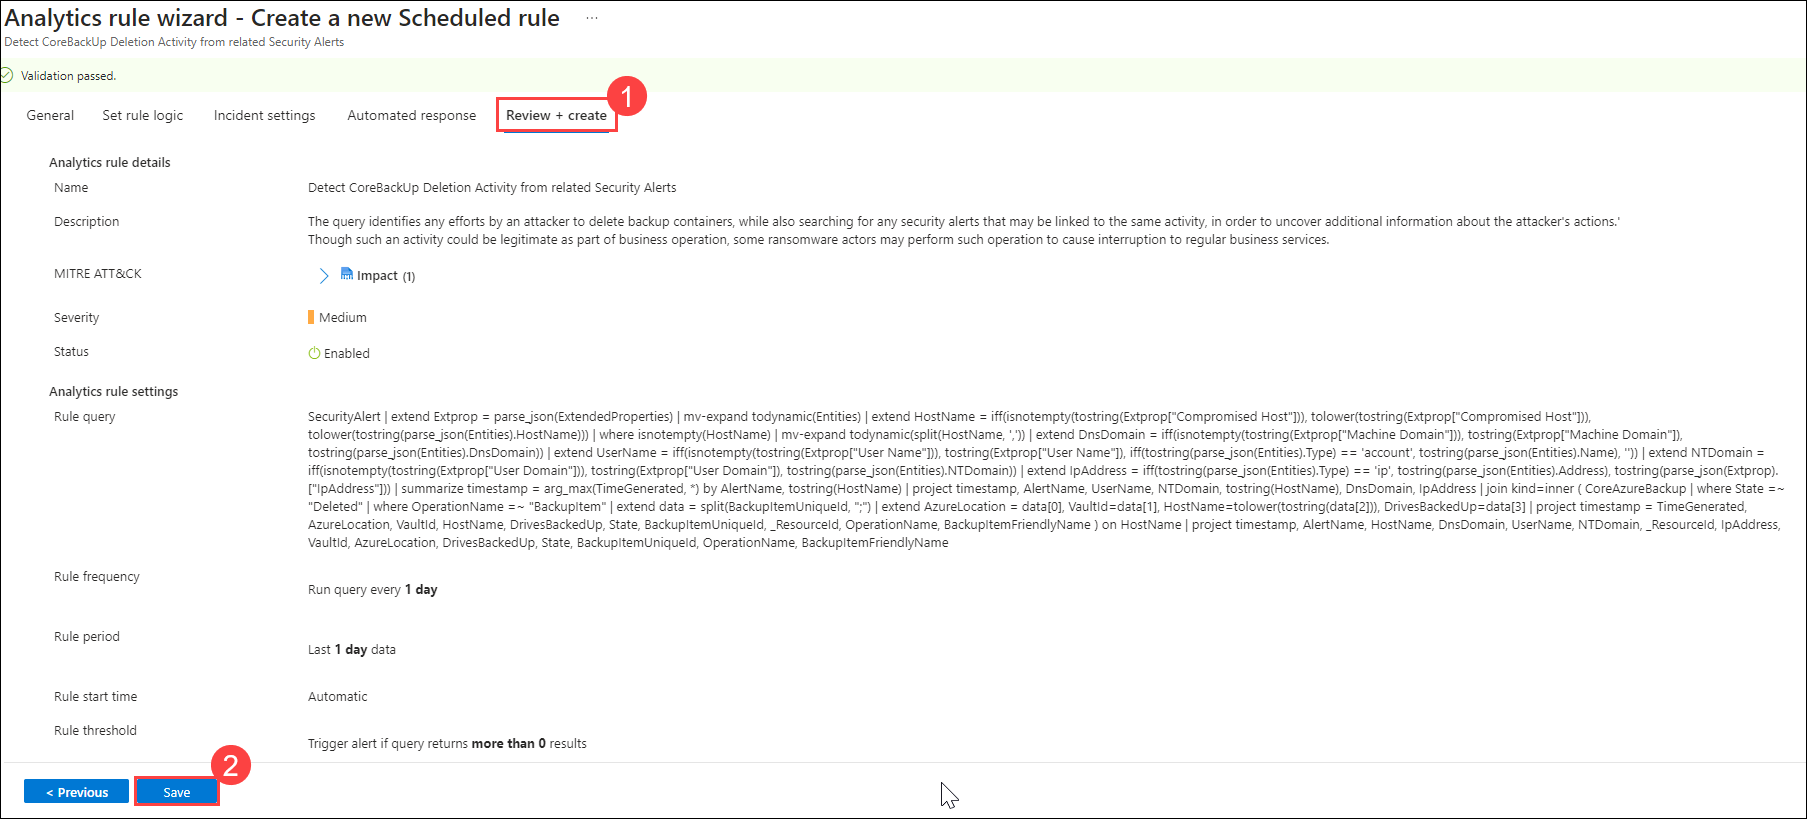 Analytics rule wizard - Create a new Scheduled rule ...
Detect CoreBackUp Deletion Activity from related Security Alerts
Validation passed.
General Set rule logic Incident settings Automated response Review + create 1
Analytics rule details
Name Detect CoreBackUp Deletion Activity from related Security Alerts
Description The query identifies any efforts by an attacker to delete backup containers, while also searching for any security alerts that may be linked to the same activity, in order to uncover additional information about the attacker's actions.'
Though such an activity could be legitimate as part of business operation, some ransomware actors may perform such operation to cause interruption to regular business services.
MITRE ATT&CK Impact (1)
Severity Medium
Status Enabled
Analytics rule settings
Rule query SecurityAlert | extend Extprop = parse_json(ExtendedProperties) | mv-expand todynamic(Entities) | extend HostName = iff(isnotempty(tostring(Extprop["Compromised Host"])), tolower(tostring(Extprop["Compromised Host"])),
tolower(tostring(parse_json(Entities).HostName))) | where isnotempty(HostName) | mv-expand todynamic(split(HostName, ',')) | extend DnsDomain = iff(isnotempty(tostring(Extprop["Machine Domain"])), tostring(Extprop["Machine Domain"]),
tostring(parse_json(Entities).DnsDomain)) | extend UserName = iff(isnotempty(tostring(Extprop["User Name"])), tostring(Extprop["User Name"]), iff(tostring(parse_json(Entities).Type) == 'account', tostring(parse_json(Entities).Name), '')) | extend NTDomain =
iff(isnotempty(tostring(Extprop["User Domain"])), tostring(Extprop["User Domain"]), tostring(parse_json(Entities).NTDomain)) | extend IpAddress = iff(tostring(parse_json(Entities).Type) == 'ip', tostring(parse_json(Entities).Address), tostring(parse_json(Extprop).
["IpAddress"])) | summarize timestamp = arg_max(TimeGenerated, *) by AlertName, tostring(HostName) | project timestamp, AlertName, UserName, NTDomain, tostring(HostName), DnsDomain, IpAddress | join kind=inner ( CoreAzureBackup | where State =~
"Deleted" | where OperationName =~ "BackupItem" | extend data = split(BackupItemUniqueId, ";") | extend AzureLocation = data[0], VaultId=data[1], HostName=tolower(tostring(data[2])), DrivesBackedUp=data[3] | project timestamp = TimeGenerated,
AzureLocation, VaultId, HostName, DrivesBackedUp, State, BackupItemUniqueId, _ResourceId, OperationName, BackupItemFriendlyName ) on HostName | project timestamp, AlertName, HostName, DnsDomain, UserName, NTDomain, _ResourceId, IpAddress,
VaultId, AzureLocation, DrivesBackedUp, State, BackupItemUniqueId, OperationName, BackupItemFriendlyName
Rule frequency
Run query every 1 day
Rule period
Last 1 day data
Rule start time Automatic
Rule threshold
Trigger alert if query returns more than 0 results
2
< Previous Save